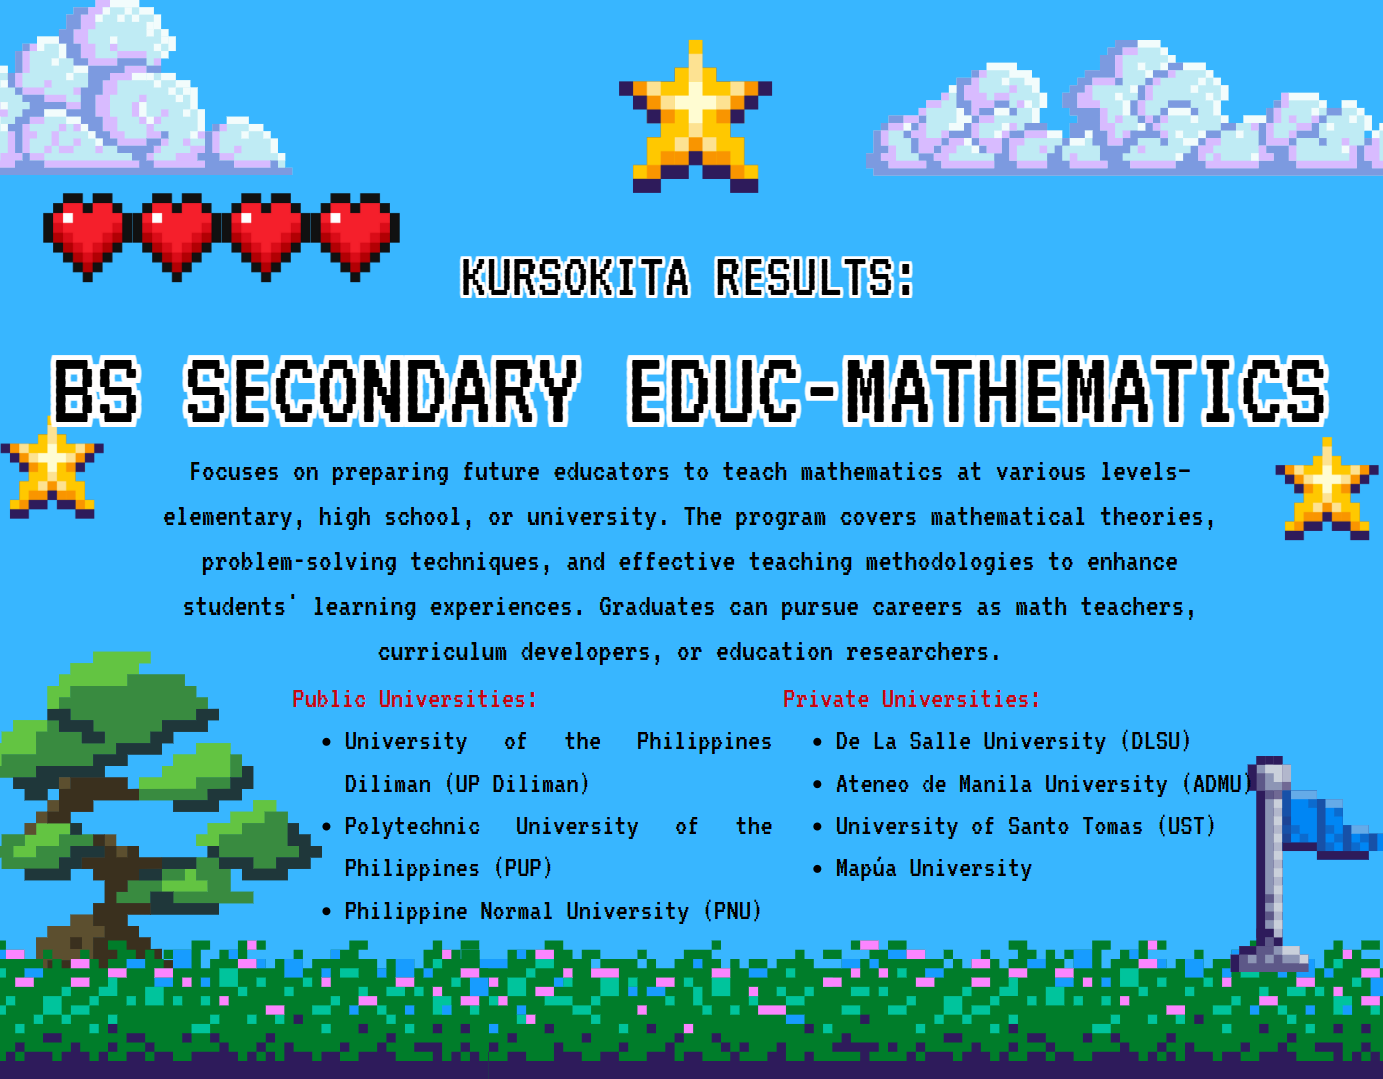 KURSOKITA RESULTS:
BS SECONDARY EDUC-MATHEMATICS
Focuses on preparing future educators to teach mathematics at various levels-
elementary, high school, or university. The program covers mathematical theories,
problem-solving techniques, and effective teaching methodologies to enhance
students' learning experiences. Graduates can pursue careers as math teachers,
curriculum developers, or education researchers.
Public Universities:
• University of the Philippines
Diliman (UP Diliman)
• Polytechnic University of the
Philippines (PUP)
• Philippine Normal University (PNU)
Private Universities:
• De La Salle University (DLSU)
• Ateneo de Manila University (ADMU)
• University of Santo Tomas (UST)
• Mapúa University